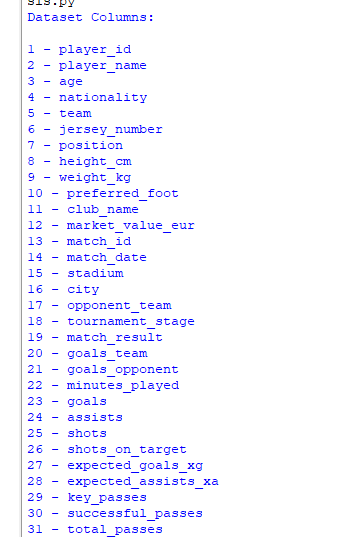 sis.py
Dataset Columns:
1 - player_id
2 - player_name
3 - age
4 - nationality
5 - team
6 - jersey_number
7 - position
8 - height_cm
9 - weight_kg
10 - preferred_foot
11 - club_name
12 - market_value_eur
13 - match_id
14 - match_date
15 - stadium
16 - city
17 - opponent_team
18 - tournament_stage
19 - match_result
20 - goals_team
21 - goals_opponent
22 - minutes_played
23 - goals
24 - assists
25 - shots
26 - shots_on_target
27 - expected_goals_xg
28 - expected_assists_xa
29 - key_passes
30 - successful_passes
31 - total_passes